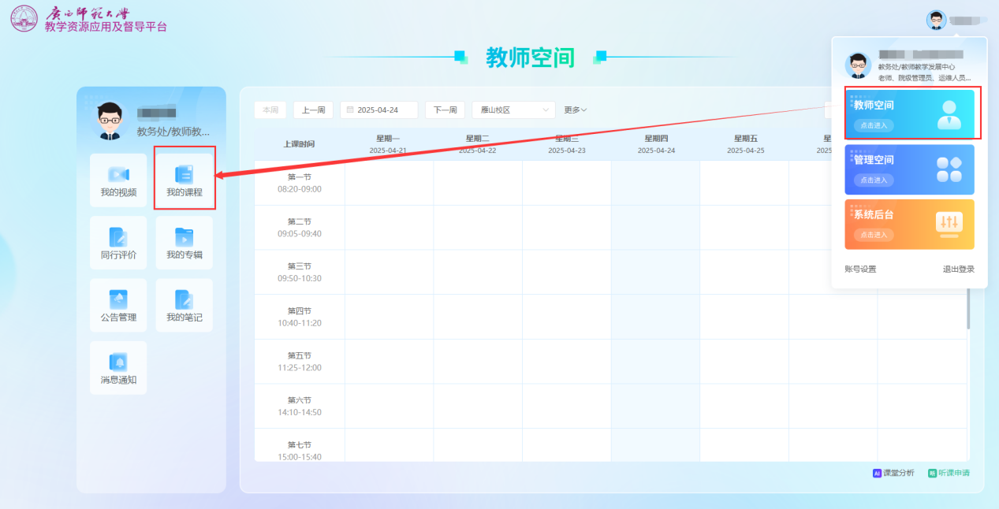 廣西師範大學
教学资源应用及督导平台
教师空间
教务处/教师教学发展中心
老师、院级管理员、运维人员...
教师空间
点击进入
管理空间
点击进入
系统后台
点击进入
账号设置 退出登录
教务处/教师教...
我的视频 我的课程
同行评价 我的专辑
公告管理 我的笔记
消息通知
本周 上一周 2025-04-24 下一周 雁山校区 更多
上课时间 星期一 星期二 星期三 星期四 星期五
2025-04-21 2025-04-22 2025-04-23 2025-04-24 2025-04-25
第一节
08:20-09:00
第二节
09:05-09:40
第三节
09:50-10:30
第四节
10:40-11:20
第五节
11:25-12:00
第六节
14:10-14:50
第七节
15:00-15:40
AI 课堂分析 听 听课申请